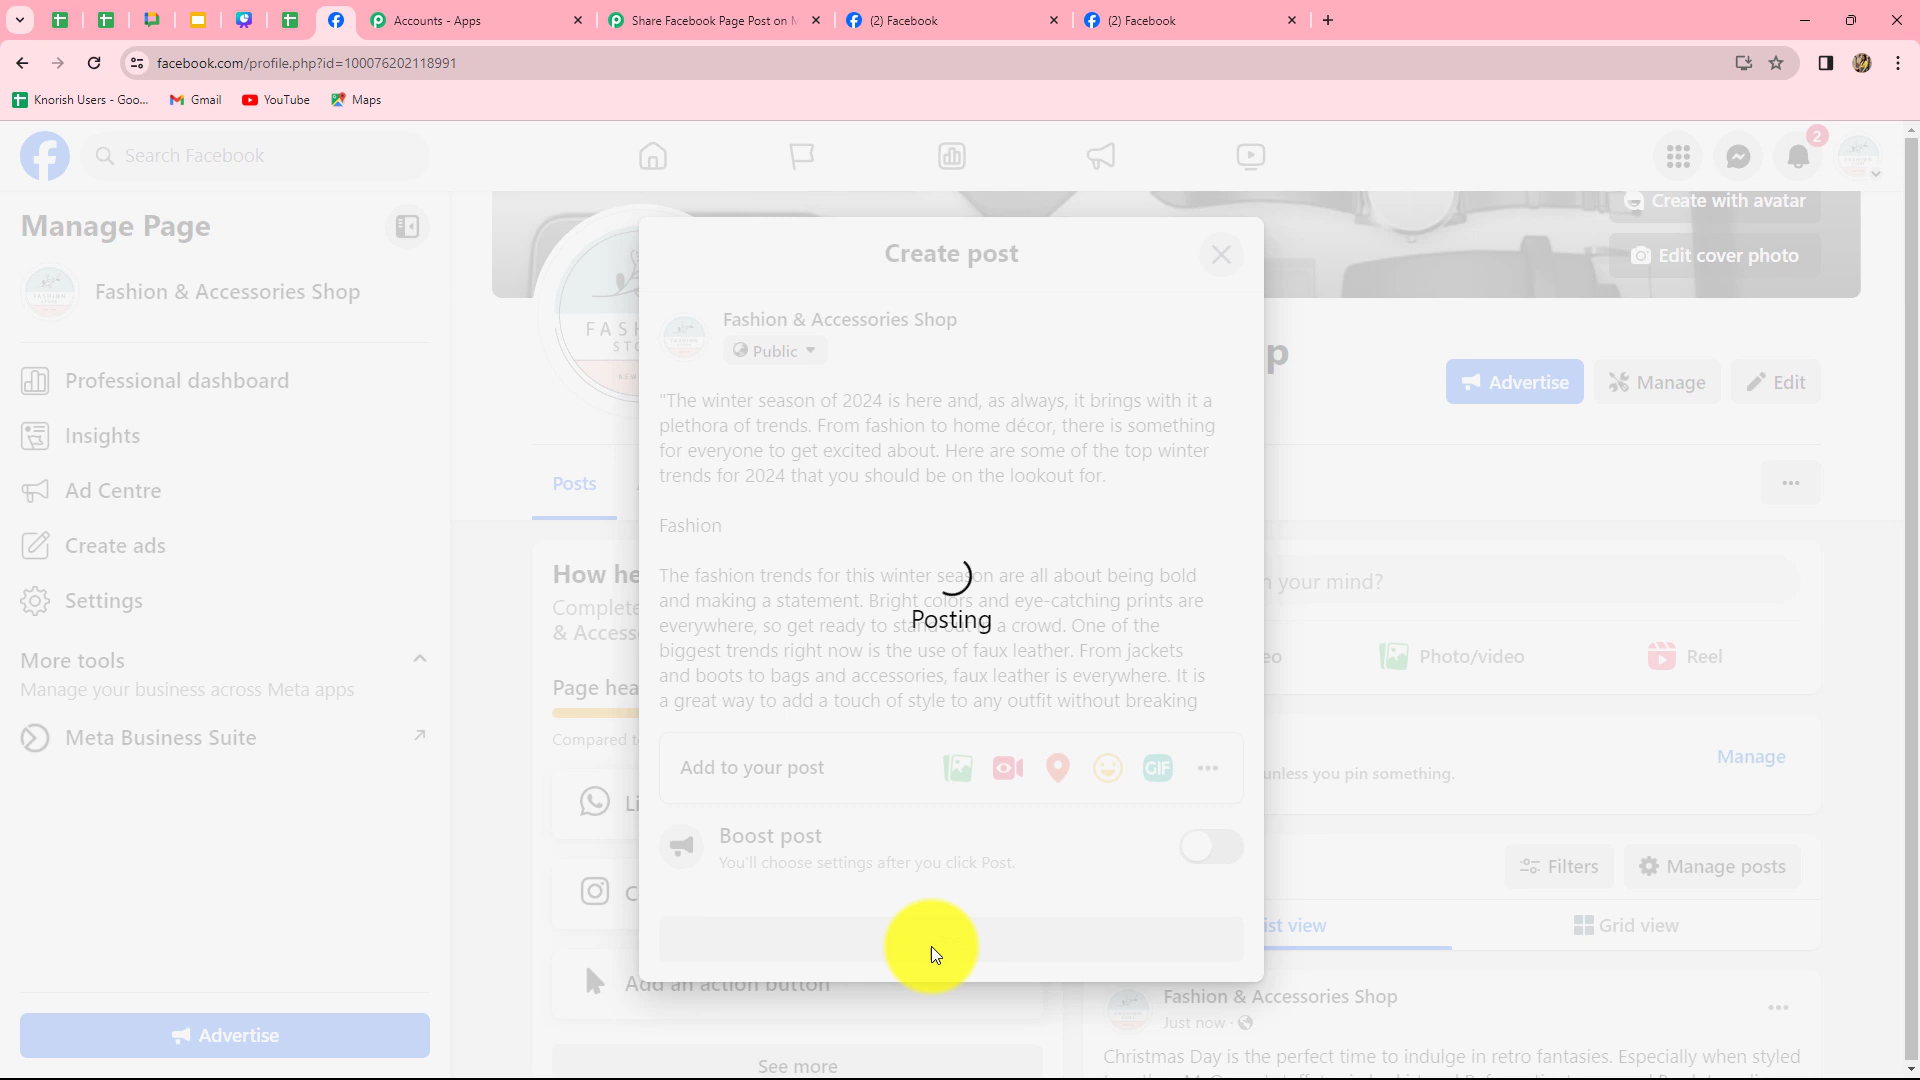 Accounts - Apps
Share Facebook Page Post on
(2) Facebook
(2) Facebook
facebook.com/profile.php?id=100076202118991
Knorish Users - Goo...
Gmail
YouTube
Maps
Search Facebook
2
Manage Page
Fashion & Accessories Shop
Professional dashboard
Insights
Ad Centre
Create ads
Settings
More tools
Manage your business across Meta apps
Meta Business Suite
Advertise
Create with avatar
Edit cover photo
Advertise
Manage
Edit
Posts
Create post
Fashion & Accessories Shop
Public
"The winter season of 2024 is here and, as always, it brings with it a
plethora of trends. From fashion to home décor, there is something
for everyone to get excited about. Here are some of the top winter
trends for 2024 that you should be on the lookout for.
Fashion
The fashion trends for this winter season are all about being bold
and making a statement. Bright colors and eye-catching prints are
everywhere, so get ready to stand out a crowd. One of the
biggest trends right now is the use of faux leather. From jackets
and boots to bags and accessories, faux leather is everywhere. It is
a great way to add a touch of style to any outfit without breaking
Posting
Add to your post
GIF
Boost post
You'll choose settings after you click Post.
How
Complete
& Access
Page
Compared
Add an action button
See more
your mind?
Photo/video
Reel
Manage
unless you pin something.
Filters
Manage posts
view
Grid view
Fashion & Accessories Shop
Just now ·
Christmas Day is the perfect time to indulge in retro fantasies. Especially when styled